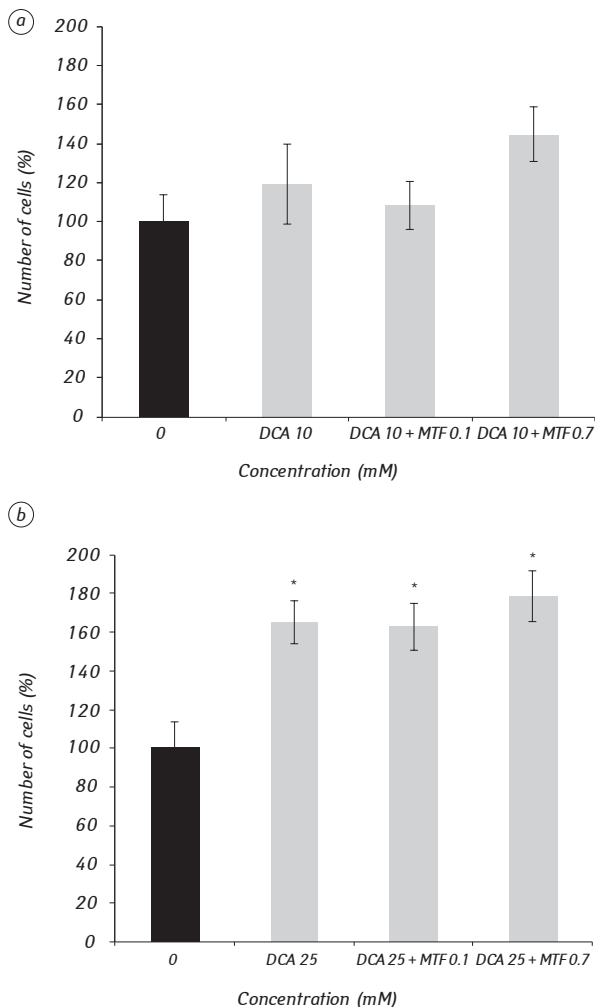 a
200
180
160
140
120
100
80
60
40
20
0
Number of cells (%)
0 DCA 10 DCA 10 + MTF 0.1 DCA 10 + MTF 0.7
Concentration (mM)
b
200
180
160
140
120
100
80
60
40
20
0
Number of cells (%)
* * *
0 DCA 25 DCA 25 + MTF 0.1 DCA 25 + MTF 0.7
Concentration (mM)